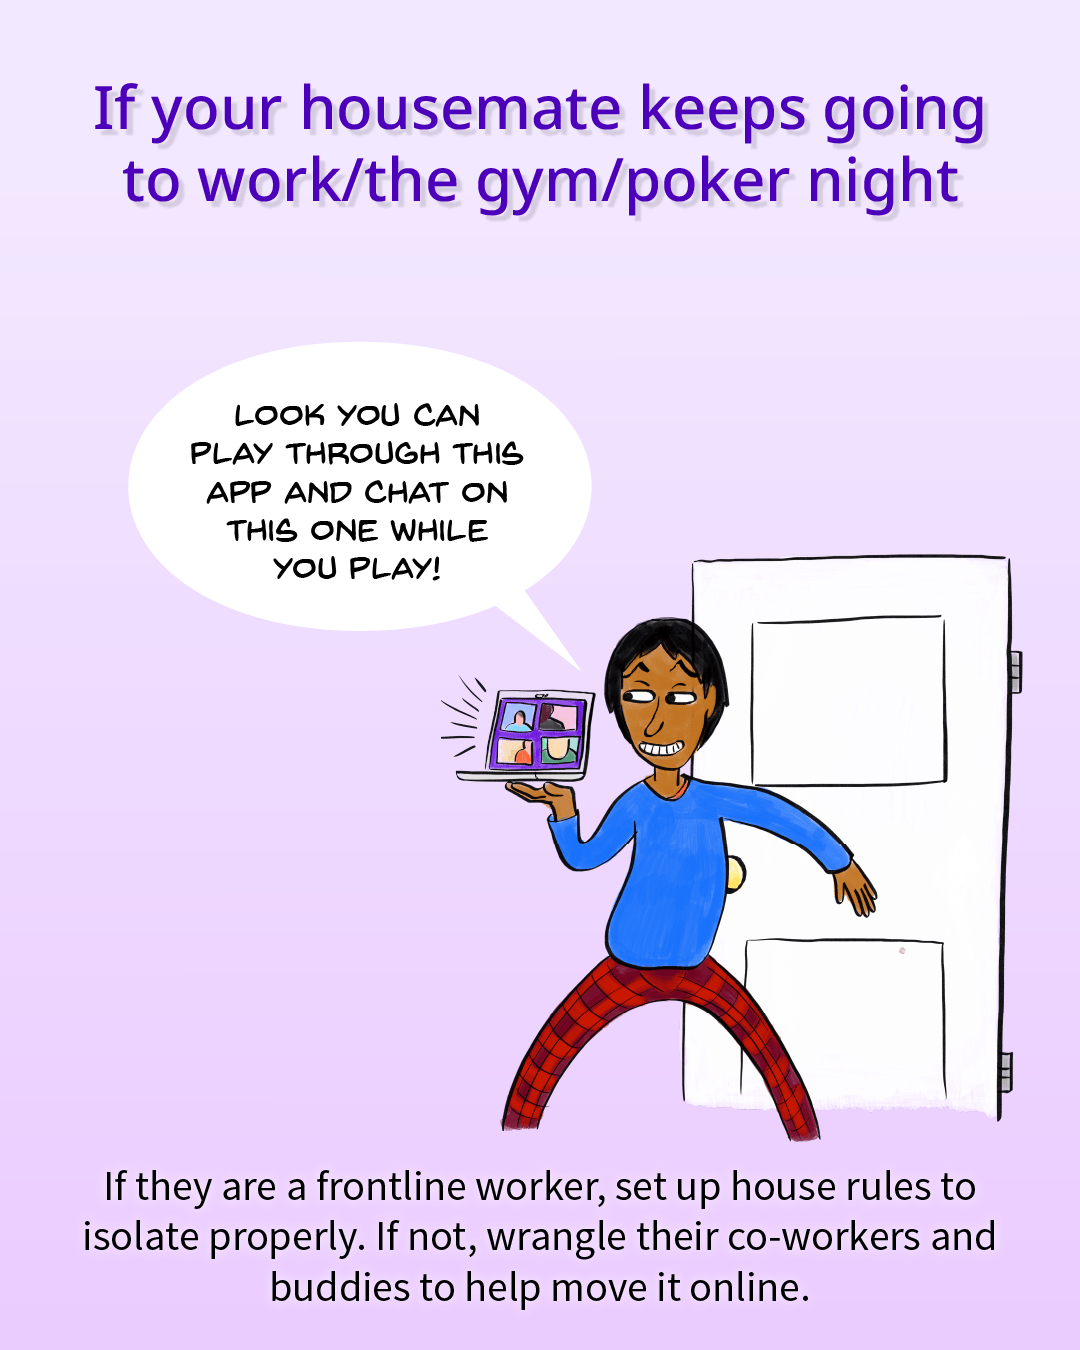 If your housemate keeps going
to work/the gym/poker night
LOOK YOU CAN
PLAY THROUGH THIS
APP AND CHAT ON
THIS ONE WHILE
YOU PLAY!
If they are a frontline worker, set up house rules to
isolate properly. If not, wrangle their co-workers and
buddies to help move it online.